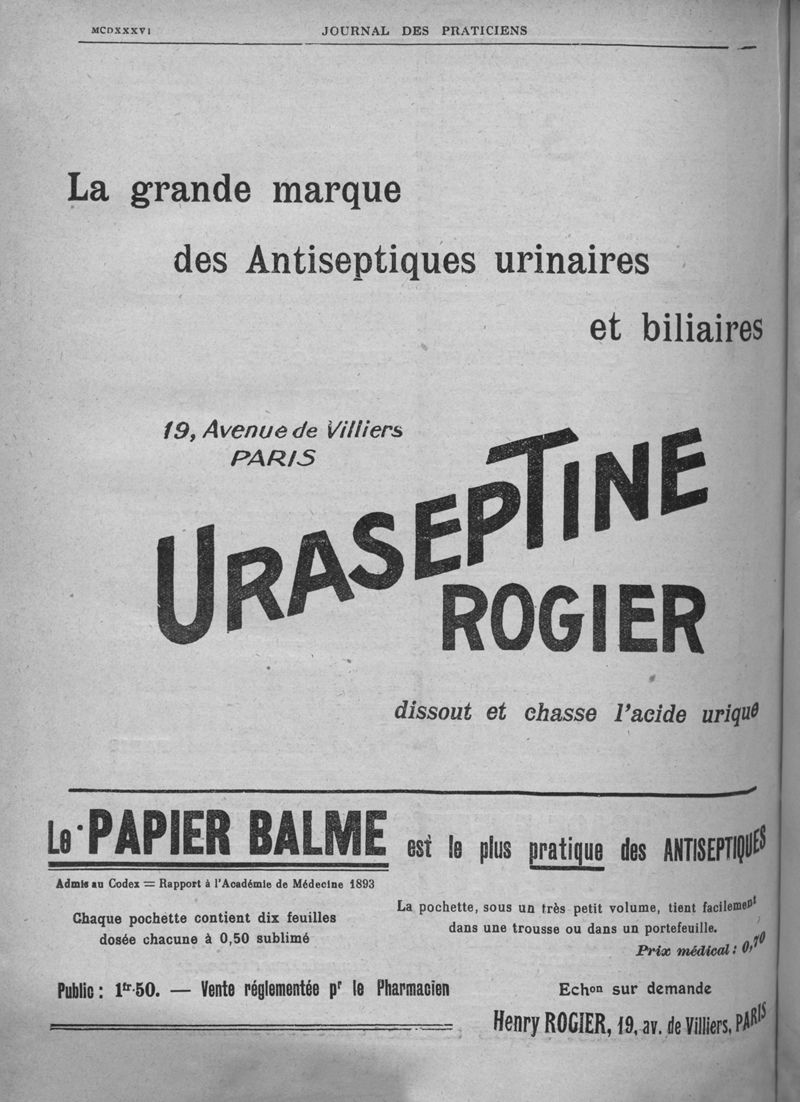 MCDXXXVI
JOURNAL DES PRATICIENS
La grande marque
des Antiseptiques urinaires
et biliaires
19, Avenue de Villiers
PARIS
URASEPTINE
ROGIER
dissout et chasse l'acide urique
Le PAPIER BALME est le plus pratique des ANTISEPTIQUES
Admis au Codex = Rapport à l'Académie de Médecine 1893
Chaque pochette contient dix feuilles
dosée chacune à 0,50 sublimé
La pochette, sous un très petit volume, tient facilement
dans une trousse ou dans un portefeuille.
Prix médical : 0,70
Public : 1fr.50. — Vente réglementée pr le Pharmacien
Echon sur demande
Henry ROGIER, 19, av. de Villiers, PARIS